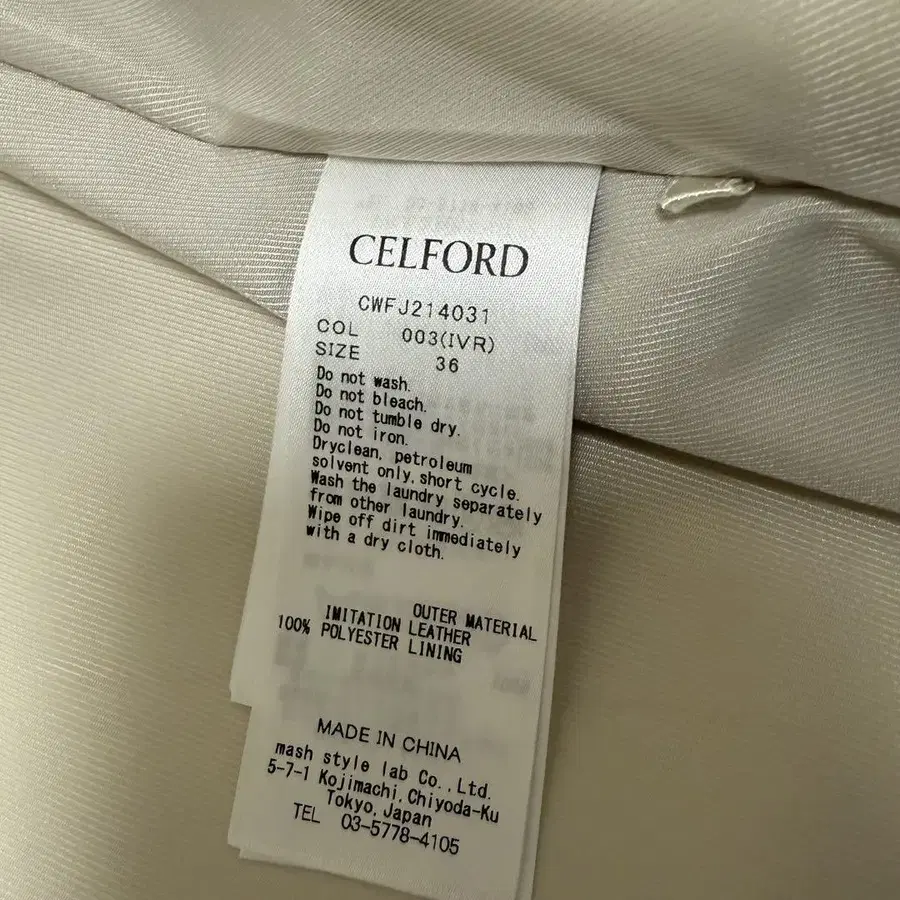 CELFORD
CWFJ214031
COL 003(IVR)
SIZE 36
Do not wash.
Do not bleach.
Do not tumble dry.
Do not iron.
Dryclean, petroleum
solvent only, short cycle.
Wash the laundry separately
from other laundry.
Wipe off dirt immediately
with a dry cloth.
OUTER MATERIAL
IMITATION LEATHER
100% POLYESTER LINING
MADE IN CHINA
mash style lab Co., Ltd.
5-7-1 Kojimachi, Chiyoda-Ku
Tokyo, Japan
TEL 03-5778-4105